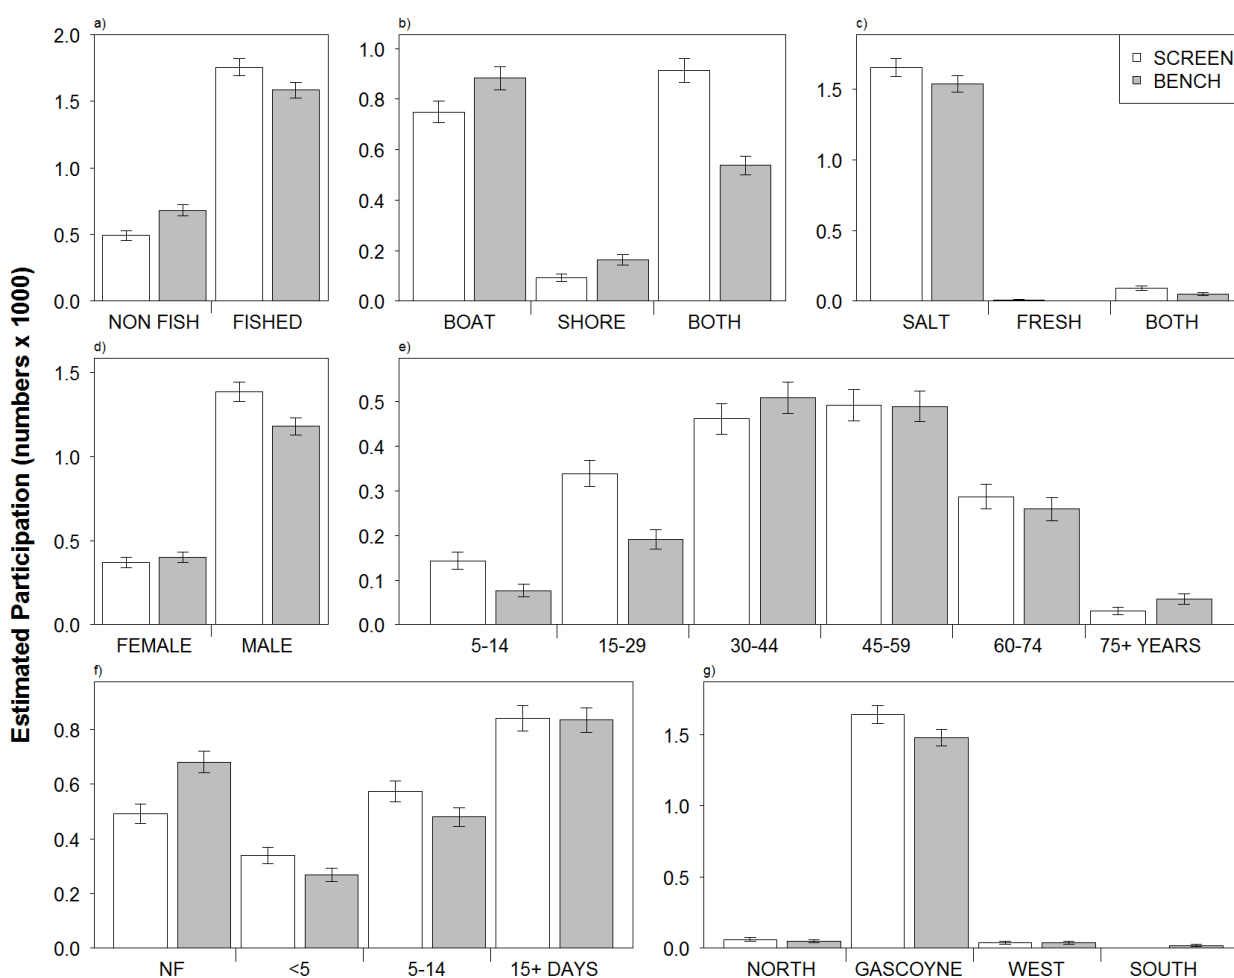 Estimated Participation (numbers x 1000)
a)
2.0
1.5
1.0
0.5
0.0
NON FISH FISHED
b)
1.0
0.8
0.6
0.4
0.2
0.0
BOAT SHORE BOTH
c)
1.5
1.0
0.5
0.0
SALT FRESH BOTH
SCREEN
BENCH
d)
1.5
1.0
0.5
0.0
FEMALE MALE
e)
0.5
0.4
0.3
0.2
0.1
0.0
5-14 15-29 30-44 45-59 60-74 75+ YEARS
f)
0.8
0.6
0.4
0.2
0.0
NF <5 5-14 15+ DAYS
g)
1.5
1.0
0.5
0.0
NORTH GASCOYNE WEST SOUTH